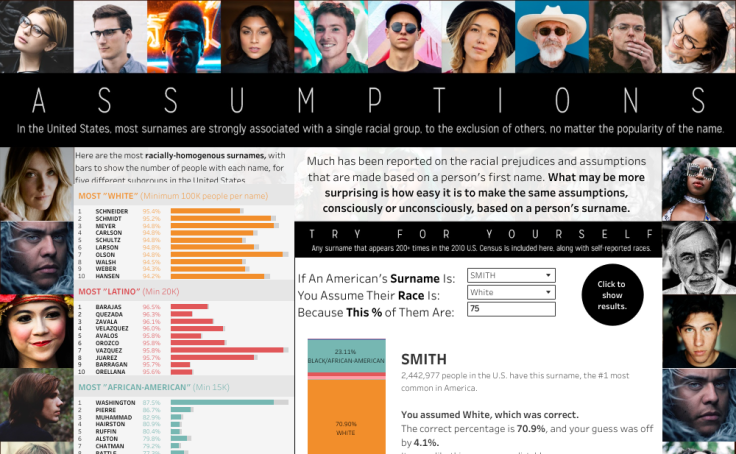 ASSUMPTIONS
In the United States, most surnames are strongly associated with a single racial group, to the exclusion of others, no matter the popularity of the name.
Here are the most racially-homogenous surnames, with
bars to show the number of people with each name, for
five different subgroups in the United States.
MOST "WHITE" (Minimum 100K people per name)
1 SCHNEIDER 95.4%
2 SCHMIDT 95.2%
3 MEYER 94.9%
4 CARLSON 94.8%
5 SCHULTZ 94.8%
6 LARSON 94.8%
7 OLSON 94.6%
8 WALSH 94.5%
9 WEBER 94.3%
10 HANSEN 94.2%
MOST "LATINO" (Min 20K)
1 BARAJAS 96.5%
2 QUEZADA 96.3%
3 ZAVALA 96.1%
4 VELAZQUEZ 96.0%
5 AVALOS 95.8%
6 OROZCO 95.8%
7 VAZQUEZ 95.8%
8 JUAREZ 95.7%
9 BARRAGAN 95.7%
10 ORELLANA 95.6%
MOST "AFRICAN-AMERICAN" (Min 15K)
1 WASHINGTON 87.5%
2 PIERRE 86.7%
3 MUHAMMAD 82.9%
4 HAIRSTON 80.9%
5 RUFFIN 80.4%
6 ALSTON 79.8%
7 CHATMAN 79.2%
8 BATTLE
Much has been reported on the racial prejudices and assumptions
that are made based on a person's first name. What may be more
surprising is how easy it is to make the same assumptions,
consciously or unconsciously, based on a person's surname.
TRY FOR YOURSELF
Any surname that appears 200+ times in the 2010 U.S. Census is included here, along with self-reported races.
If An American's Surname Is: SMITH
You Assume Their Race Is: White
Because This % of Them Are: 75
Click to
show
results.
23.11%
BLACK/AFRICAN-AMERICAN
70.90%
WHITE
SMITH
2,442,977 people in the U.S. have this surname, the #1 most
common in America.
You assumed White, which was correct.
The correct percentage is 70.9%, and your guess was off
by 4.1%.